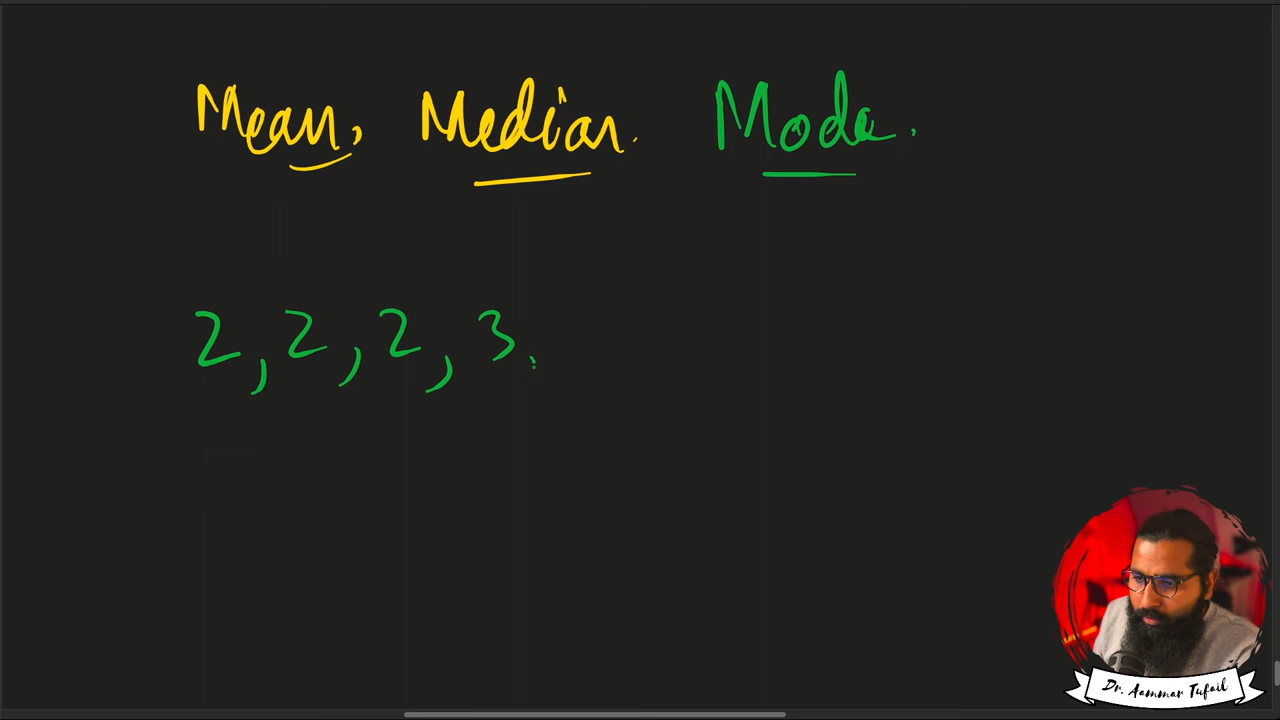 Mean, Median. Mode.
2, 2, 2, 3,
Dr. Aammar Tufail